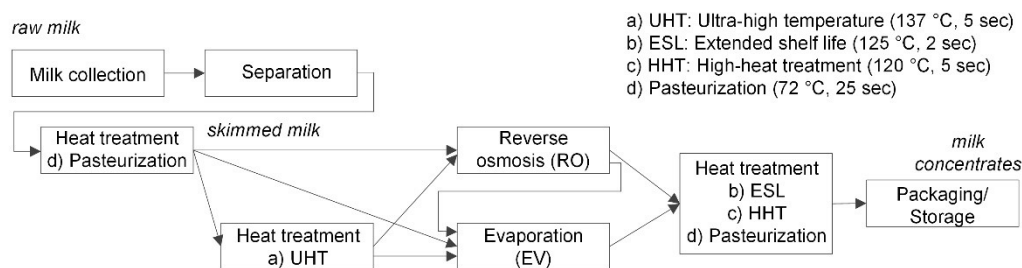 raw milk
Milk collection
Separation
a) UHT: Ultra-high temperature (137 °C, 5 sec)
b) ESL: Extended shelf life (125 °C, 2 sec)
c) HHT: High-heat treatment (120 °C, 5 sec)
d) Pasteurization (72 °C, 25 sec)
Heat treatment
d) Pasteurization
skimmed milk
Heat treatment
a) UHT
Reverse
osmosis (RO)
Evaporation
(EV)
Heat treatment
b) ESL
c) HHT
d) Pasteurization
milk
concentrates
Packaging/
Storage